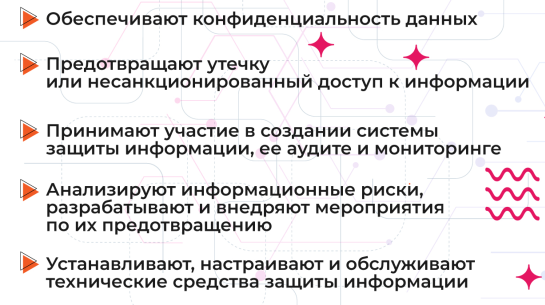 Обеспечивают конфиденциальность данных
Предотвращают утечку
или несанкционированный доступ к информации
Принимают участие в создании системы
защиты информации, ее аудите и мониторинге
Анализируют информационные риски,
разрабатывают и внедряют мероприятия
по их предотвращению
Устанавливают, настраивают и обслуживают
технические средства защиты информации